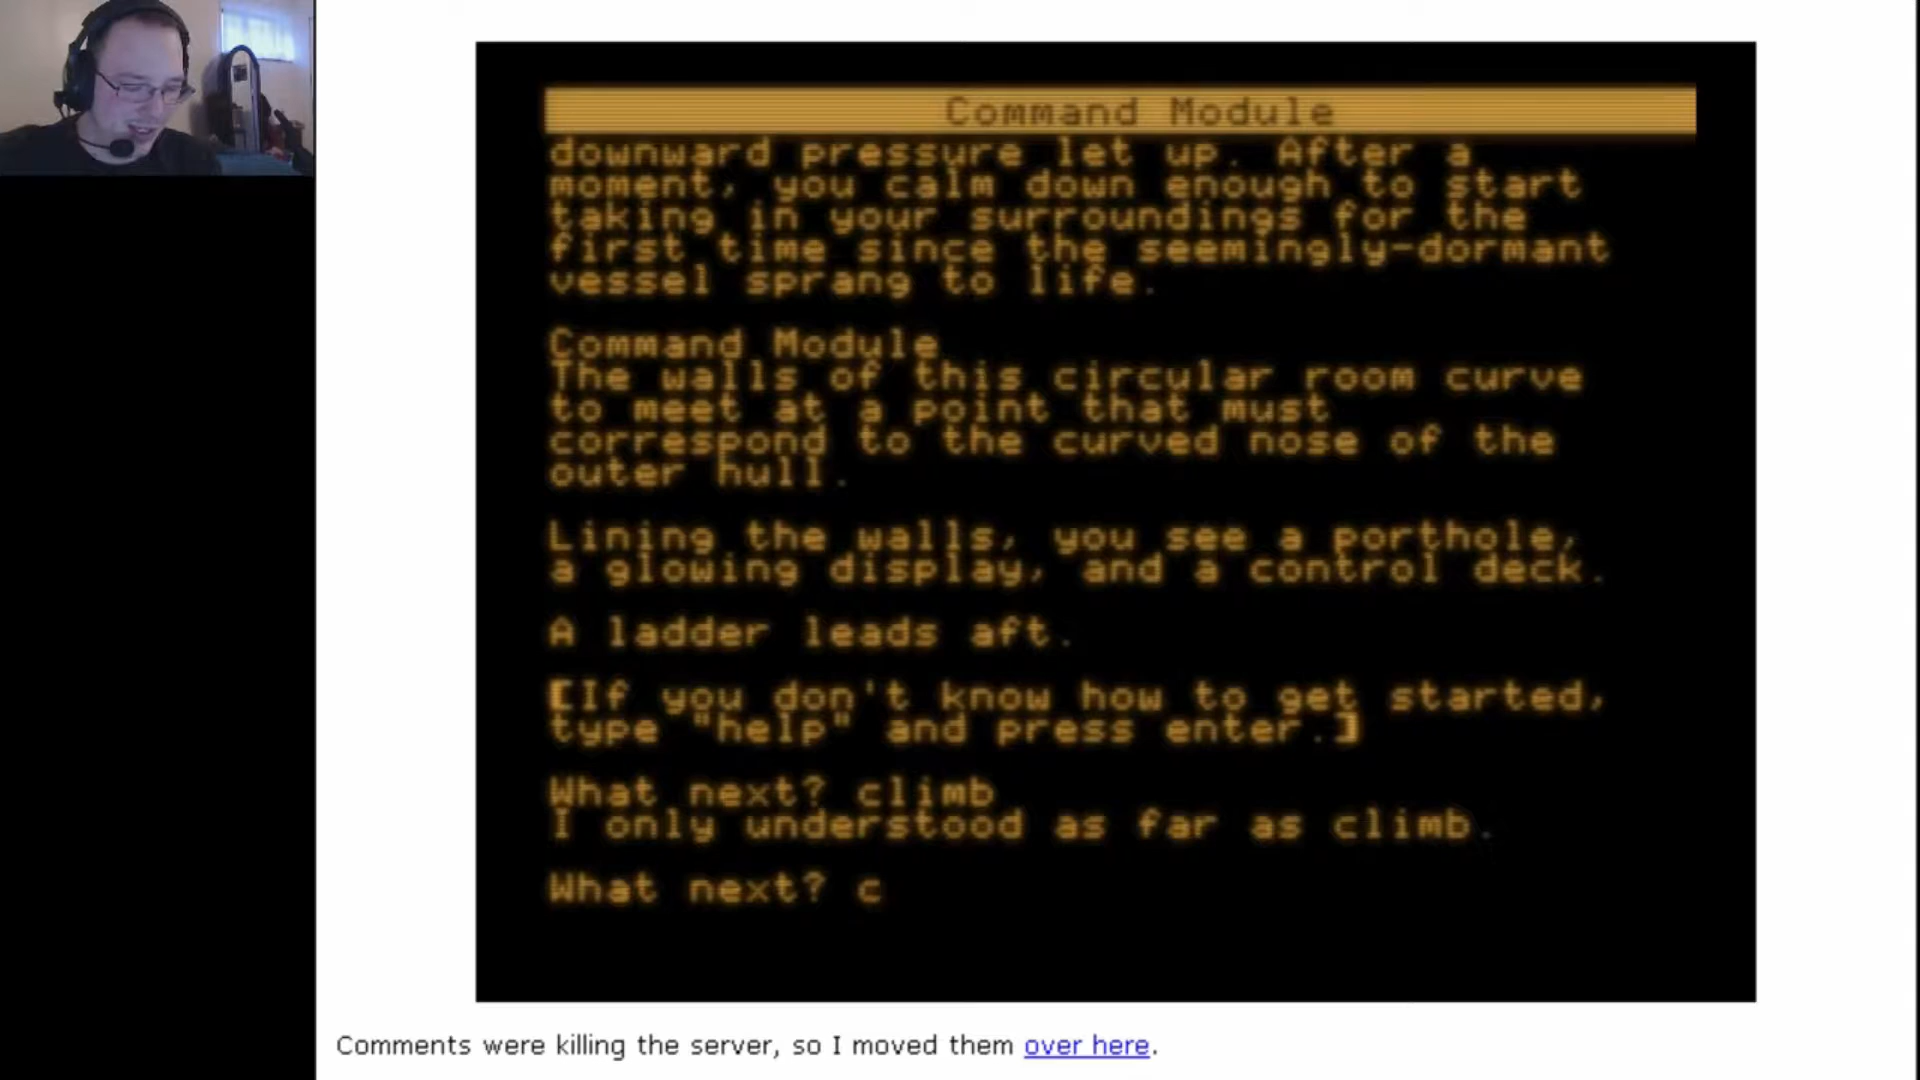 Command Module
downward pressure let up. After a
moment, you calm down enough to start
taking in your surroundings for the
first time since the seemingly-dormant
vessel sprang to life.
Command Module
The walls of this circular room curve
to meet at a point that must
correspond to the curved nose of the
outer hull.
Lining the walls, you see a porthole,
a glowing display, and a control deck.
A ladder leads aft.
[If you don't know how to get started,
type "help" and press enter.]
What next? climb
I only understood as far as climb.
What next? c
Comments were killing the server, so I moved them over here.